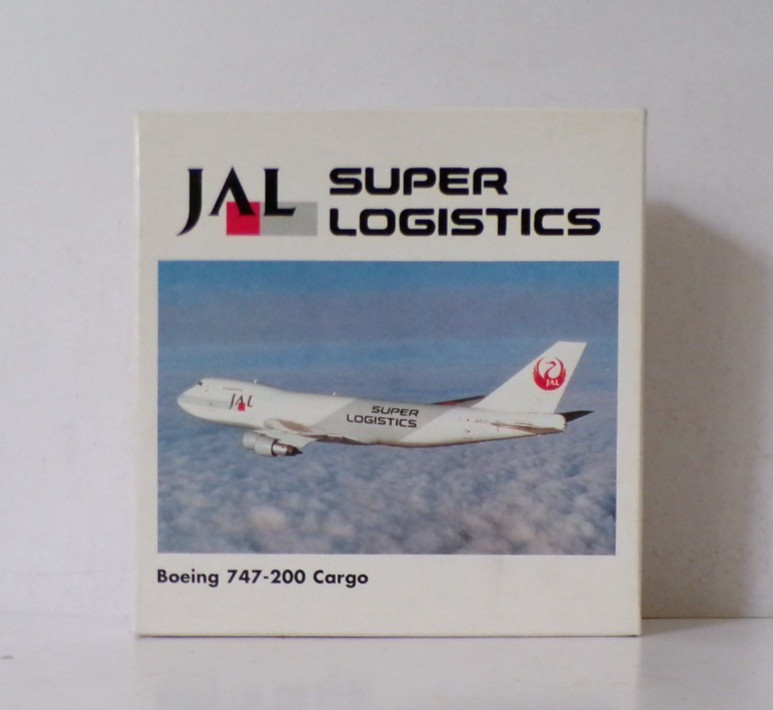 JAL SUPER
LOGISTICS
JAL
SUPER
LOGISTICS
JAL
Boeing 747-200 Cargo